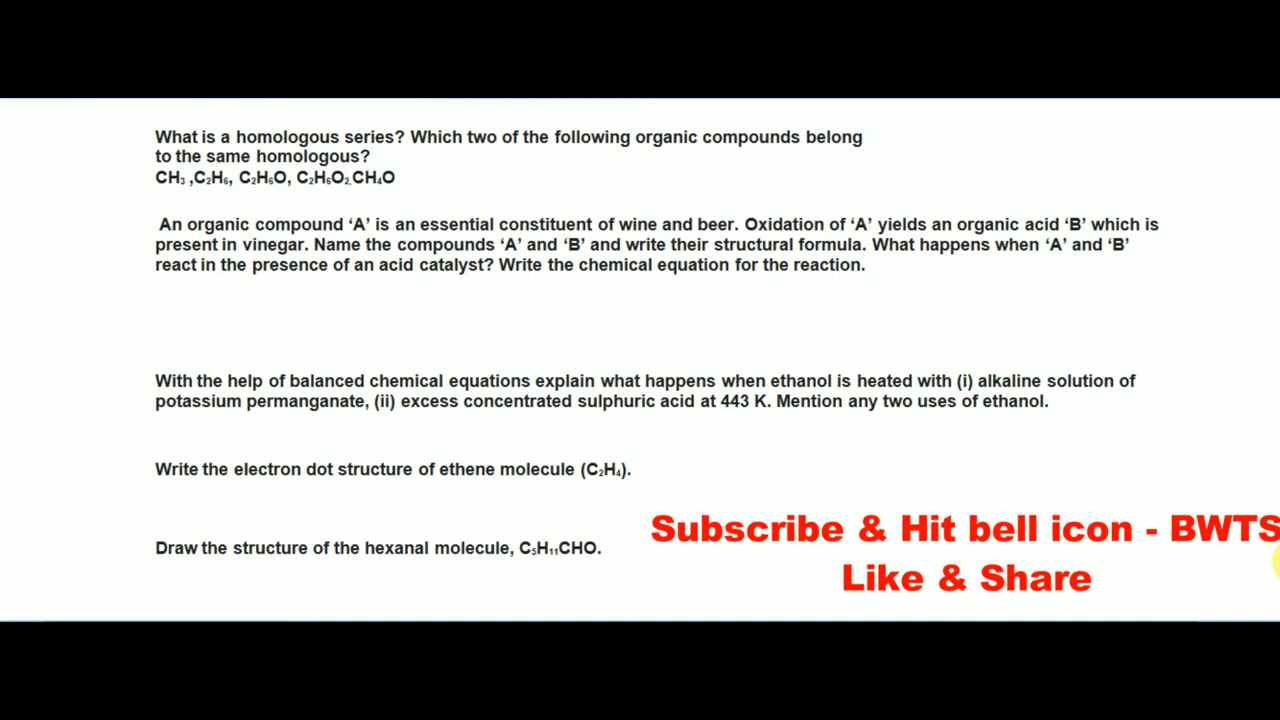 What is a homologous series? Which two of the following organic compounds belong
to the same homologous?
CH₃ ,C₂H₆, C₂H₆O, C₂H₆O₂,CH₄O
An organic compound ‘A’ is an essential constituent of wine and beer. Oxidation of ‘A’ yields an organic acid ‘B’ which is
present in vinegar. Name the compounds ‘A’ and ‘B’ and write their structural formula. What happens when ‘A’ and ‘B’
react in the presence of an acid catalyst? Write the chemical equation for the reaction.
With the help of balanced chemical equations explain what happens when ethanol is heated with (i) alkaline solution of
potassium permanganate, (ii) excess concentrated sulphuric acid at 443 K. Mention any two uses of ethanol.
Write the electron dot structure of ethene molecule (C₂H₄).
Draw the structure of the hexanal molecule, C₅H₁₁CHO.
Subscribe & Hit bell icon - BWTS
Like & Share